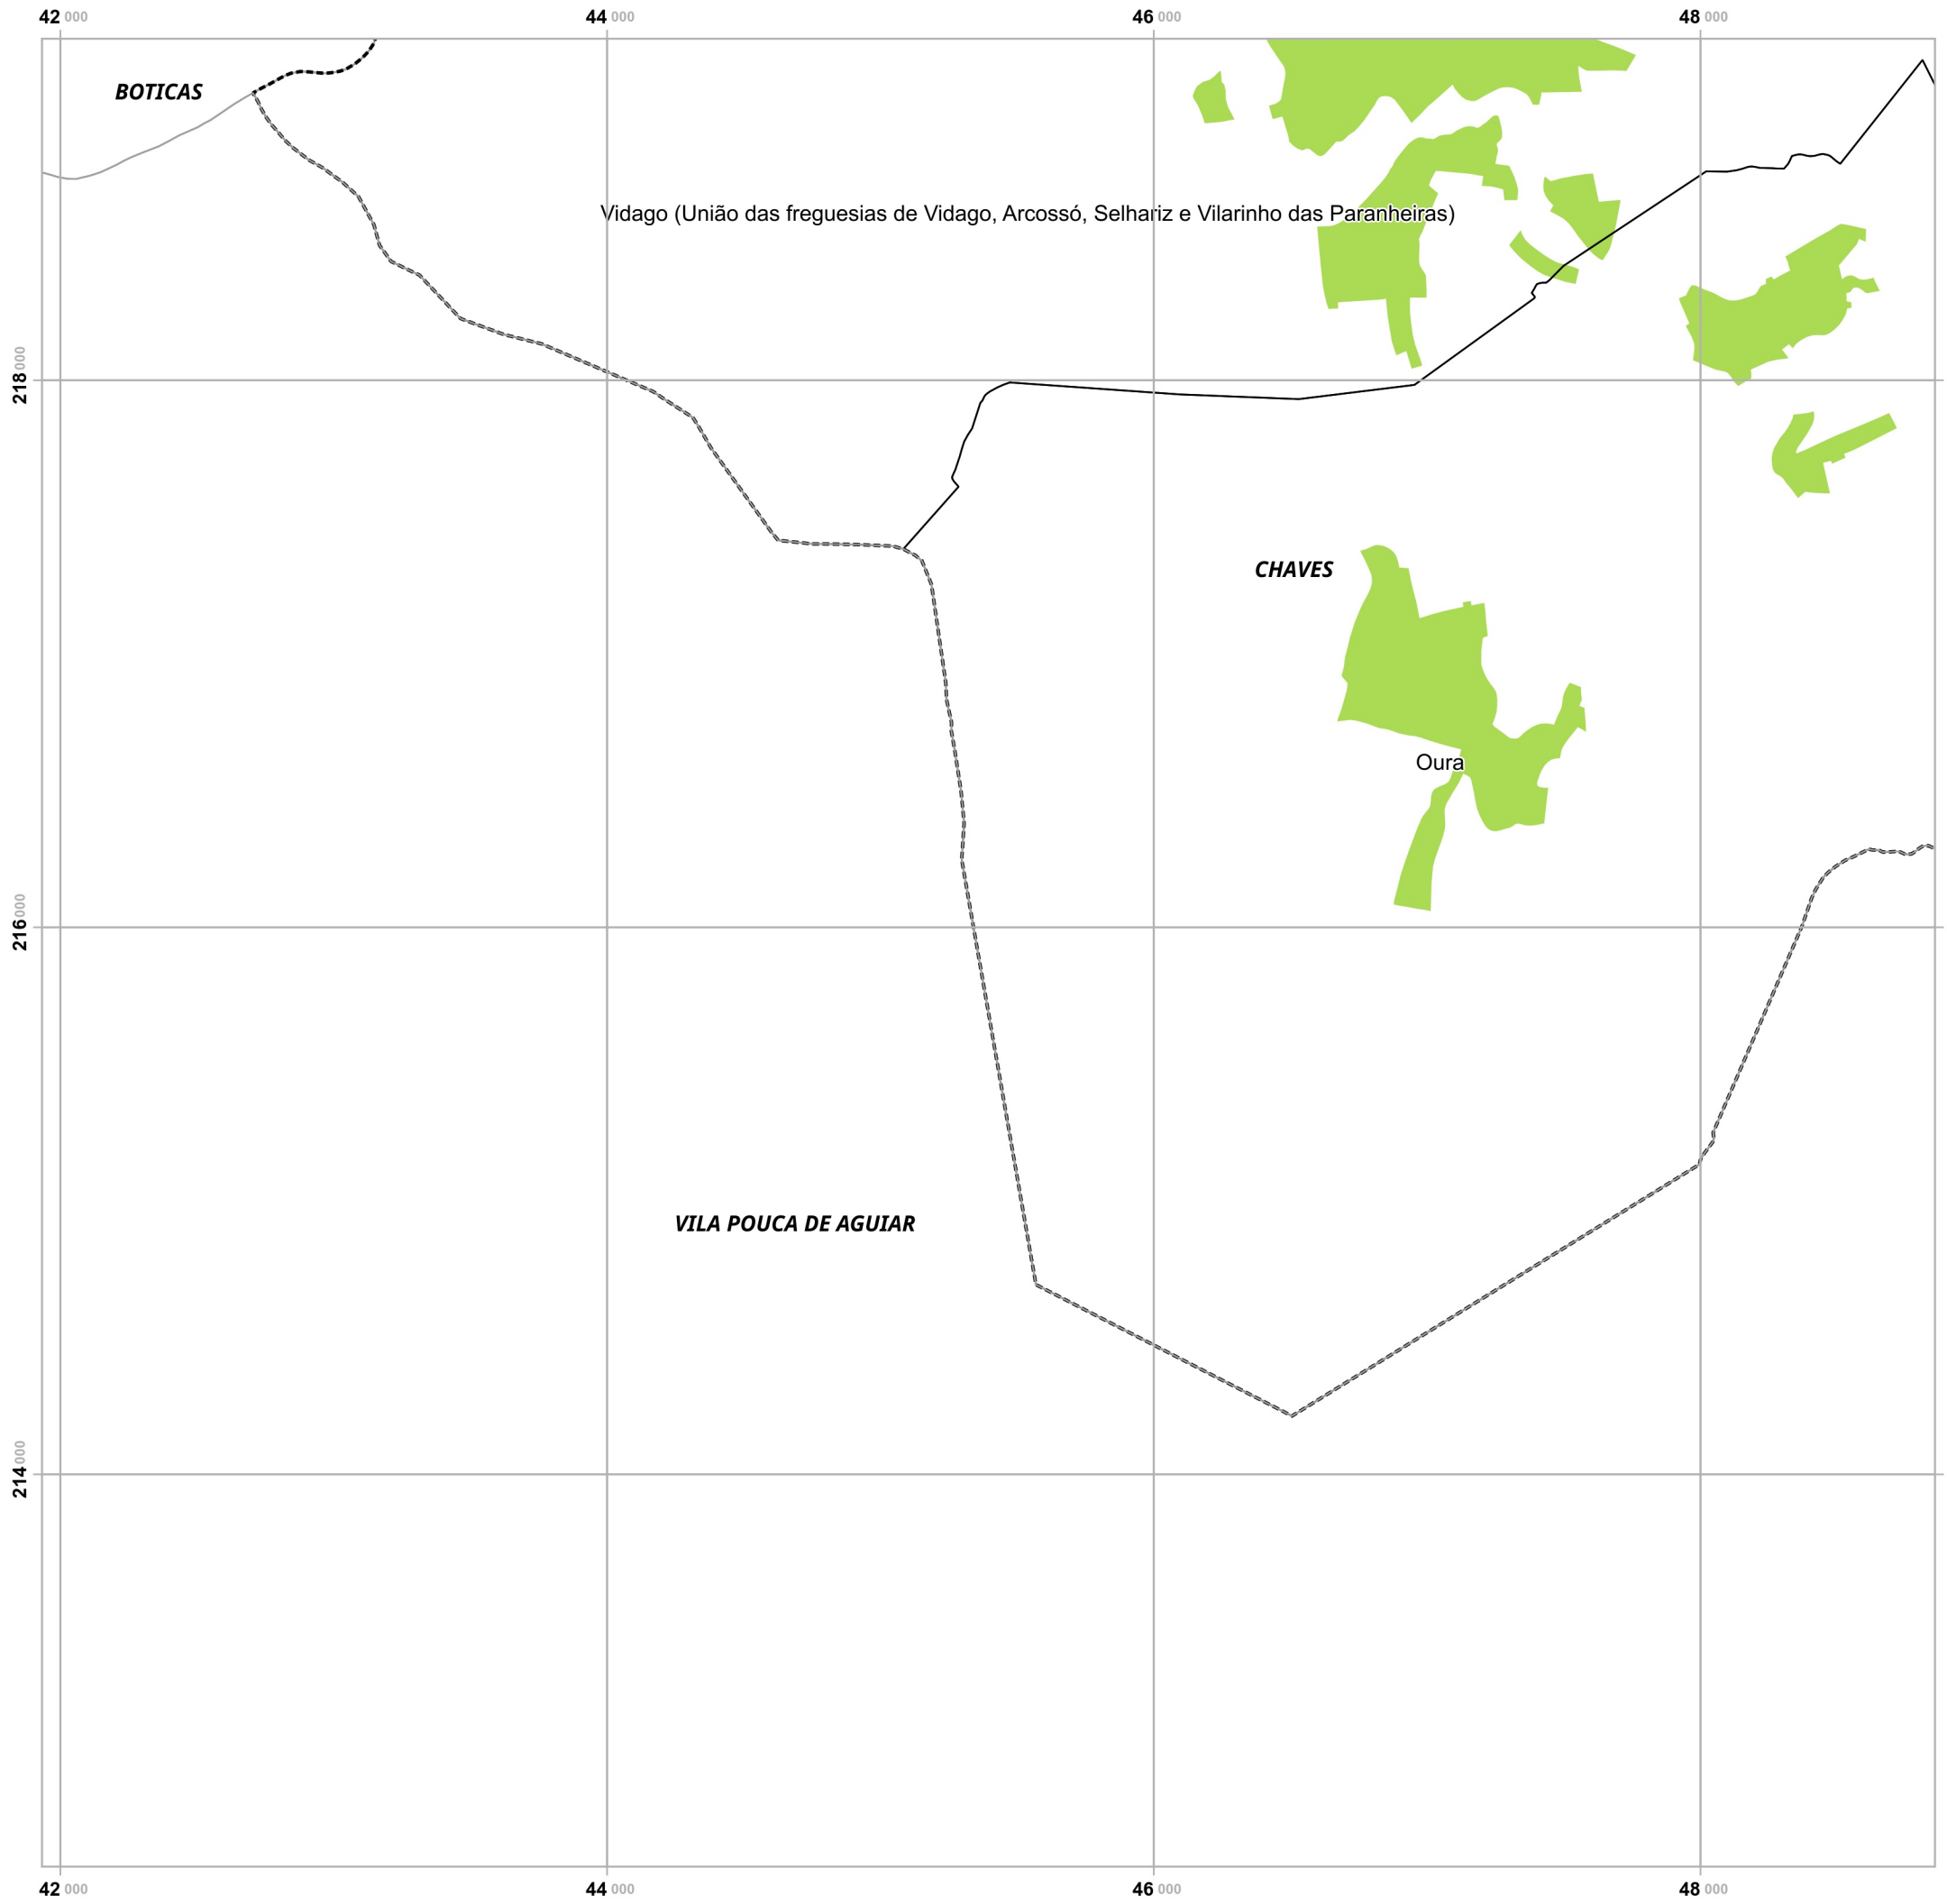 42 000 44 000 46 000 48 000
BOTICAS
Vidago (União das freguesias de Vidago, Arcossó, Selhariz e Vilarinho das Paranheiras)
218 000
CHAVES
Oura
216 000
VILA POUCA DE AGUIAR
214 000
42 000 44 000 46 000 48 000